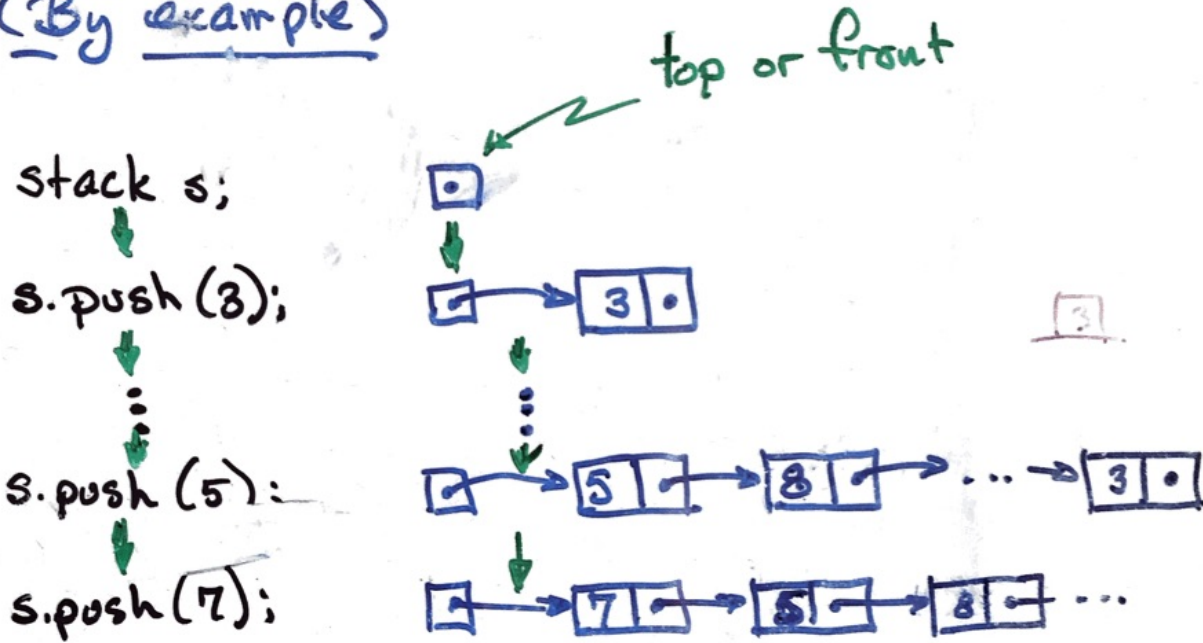 (By example)
top or front
stack s;
s.push(3);
3
3
s.push(5):
5 8 ... 3
s.push(7);
7 5 8 ...